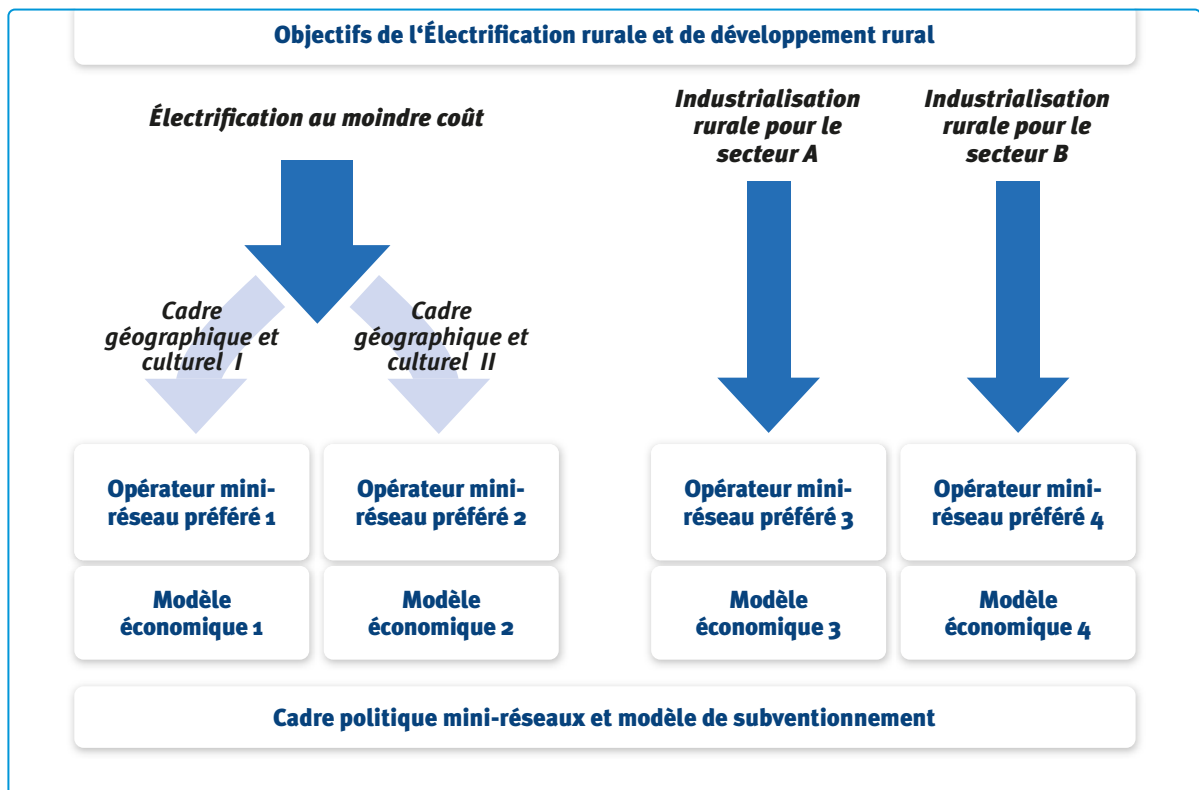 Objectifs de l‘Électrification rurale et de développement rural
Électrification au moindre coût
Industrialisation
rurale pour le
secteur A
Industrialisation
rurale pour le
secteur B
Cadre
géographique et
culturel I
Cadre
géographique et
culturel II
Opérateur mini-
réseau préféré 1
Opérateur mini-
réseau préféré 2
Opérateur mini-
réseau préféré 3
Opérateur mini-
réseau préféré 4
Modèle
économique 1
Modèle
économique 2
Modèle
économique 3
Modèle
économique 4
Cadre politique mini-réseaux et modèle de subventionnement